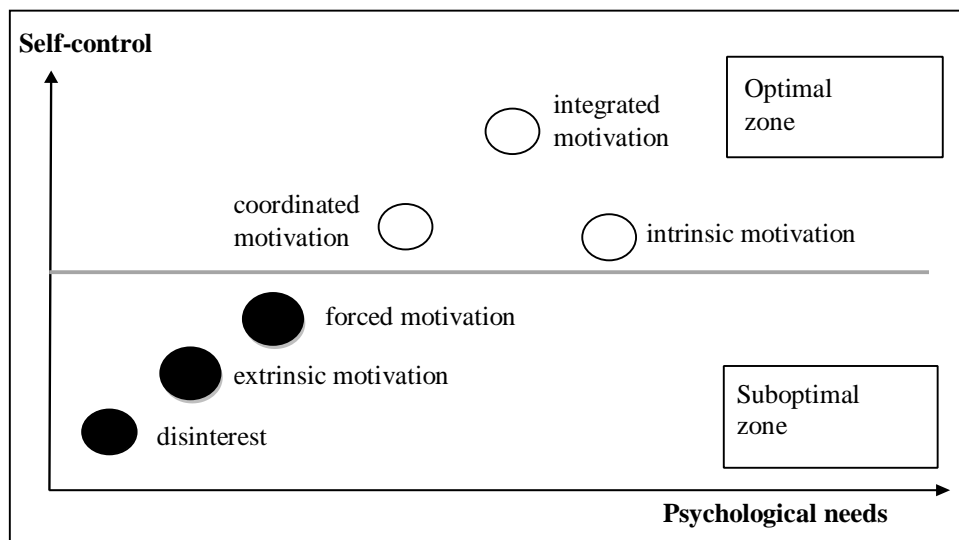 Self-control
Optimal
zone
integrated
motivation
coordinated
motivation
intrinsic motivation
forced motivation
extrinsic motivation
disinterest
Suboptimal
zone
Psychological needs